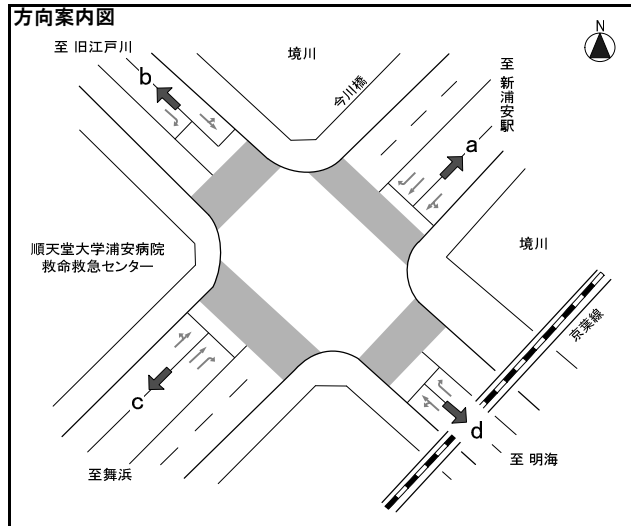 方向案内図
至 旧江戸川
境川
今川橋
至 新浦安駅
N
b
a
順天堂大学浦安病院
救命救急センター
境川
京葉線
c
d
至舞浜
至 明海